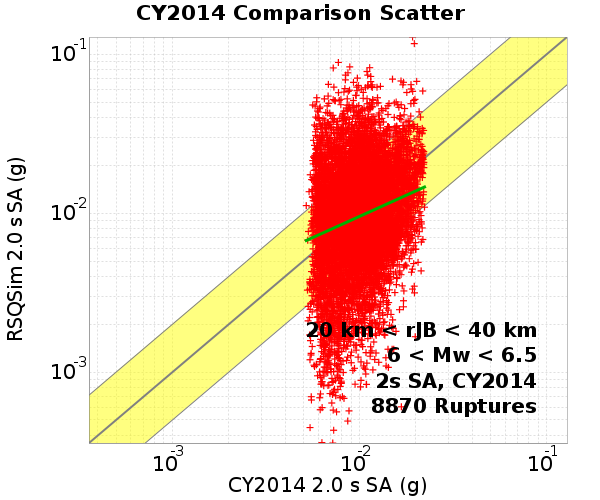 CY2014 Comparison Scatter
RSQSim 2.0 s SA (g)
10-1
10-2
10-3
20 km < rJB < 40 km
6 < Mw < 6.5
2s SA, CY2014
8870 Ruptures
10-3 10-2 10-1
CY2014 2.0 s SA (g)